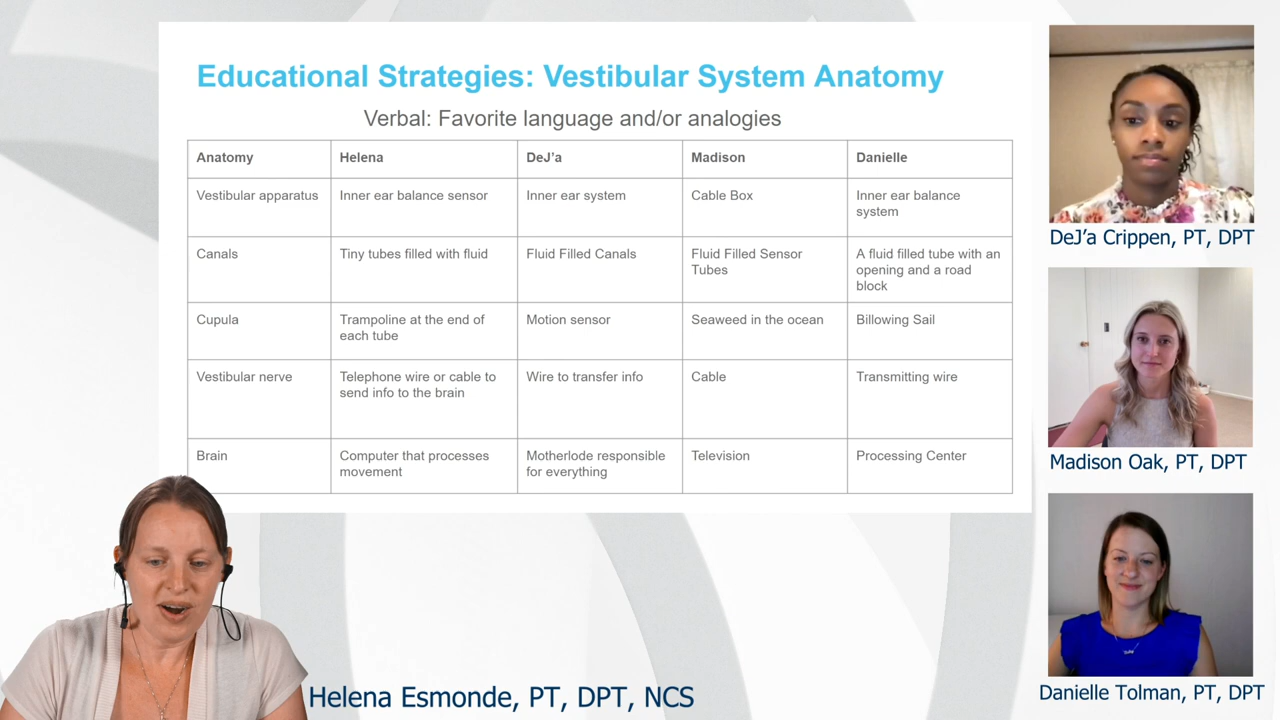 Educational Strategies: Vestibular System Anatomy
Verbal: Favorite language and/or analogies
Anatomy
Helena
DeJ'a
Madison
Danielle
Vestibular apparatus
Inner ear balance sensor
Inner ear system
Cable Box
Inner ear balance
system
Canals
Tiny tubes filled with fluid
Fluid Filled Canals
Fluid Filled Sensor
Tubes
A fluid filled tube with an
opening and a road
block
Cupula
Trampoline at the end of
each tube
Motion sensor
Seaweed in the ocean
Billowing Sail
Vestibular nerve
Telephone wire or cable to
send info to the brain
Wire to transfer info
Cable
Transmitting wire
Brain
Computer that processes
movement
Motherlode responsible
for everything
Television
Processing Center
DeJ'a Crippen, PT, DPT
Madison Oak, PT, DPT
Danielle Tolman, PT, DPT
Helena Esmonde, PT, DPT, NCS